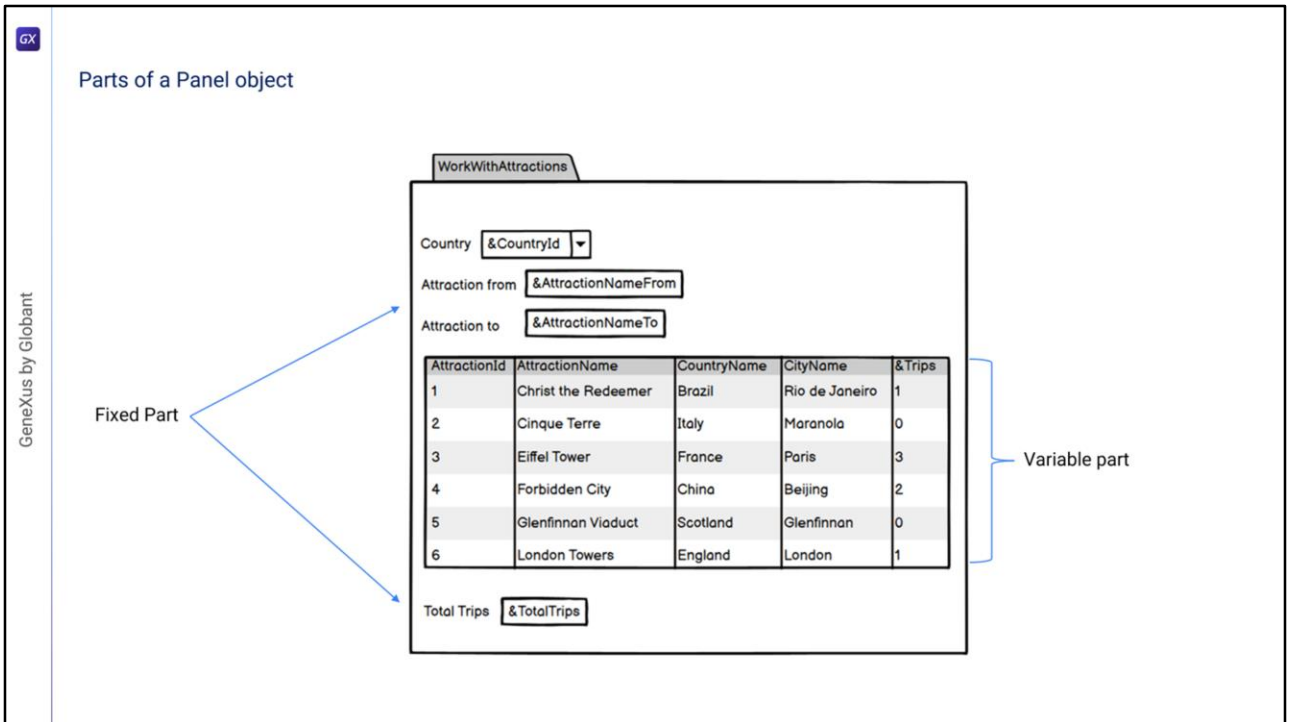 GX
Parts of a Panel object
GeneXus by Globant
WorkWithAttractions
Country &CountryId
Attraction from &AttractionNameFrom
Attraction to &AttractionNameTo
AttractionId AttractionName CountryName CityName &Trips
1 Christ the Redeemer Brazil Rio de Janeiro 1
2 Cinque Terre Italy Maranola 0
3 Eiffel Tower France Paris 3
4 Forbidden City China Beijing 2
5 Glenfinnan Viaduct Scotland Glenfinnan 0
6 London Towers England London 1
Total Trips &TotalTrips
Fixed Part
Variable part